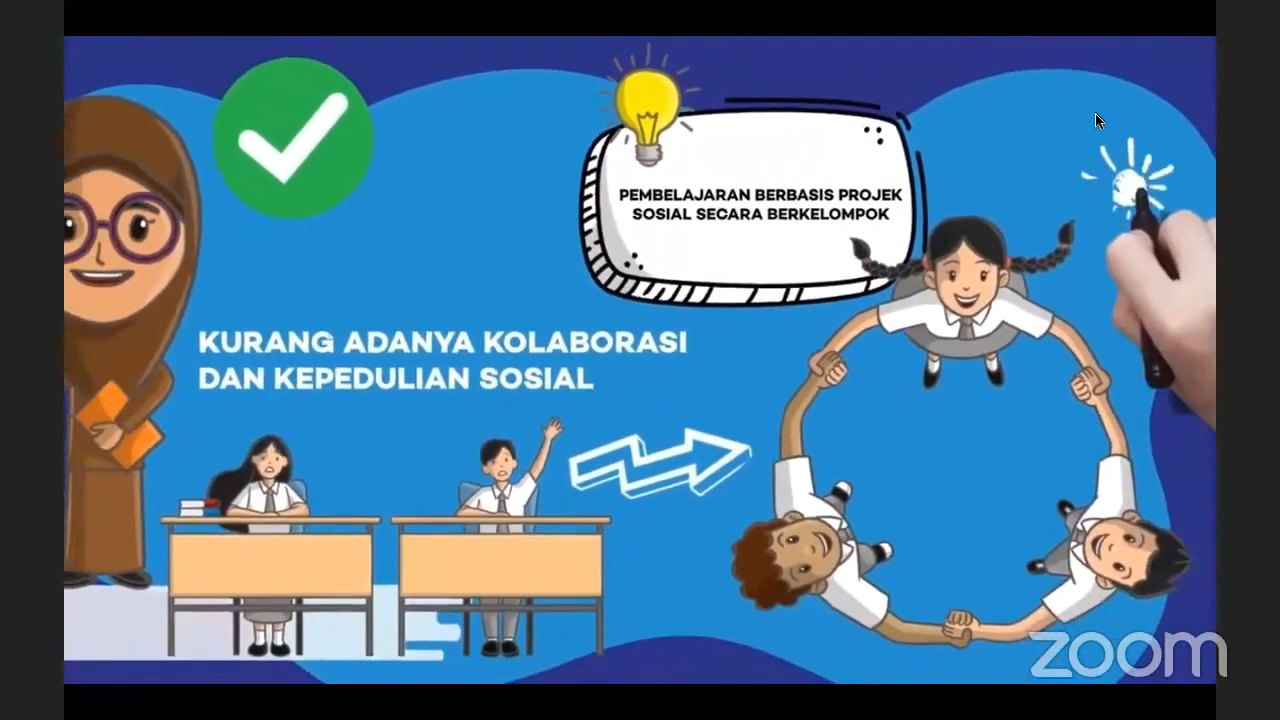 PEMBELAJARAN BERBASIS PROJEK
SOSIAL SECARA BERKELOMPOK
KURANG ADANYA KOLABORASI
DAN KEPEDULIAN SOSIAL
zoom